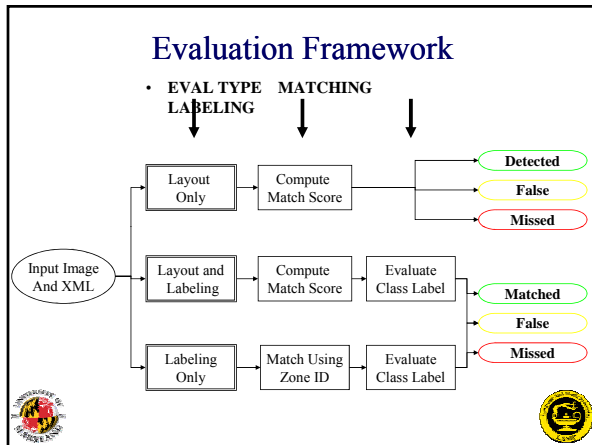 Evaluation Framework
• EVAL TYPE MATCHING
LABELING
Layout
Only
Compute
Match Score
Detected
False
Missed
Input Image
And XML
Layout and
Labeling
Compute
Match Score
Evaluate
Class Label
Matched
False
Missed
Labeling
Only
Match Using
Zone ID
Evaluate
Class Label
UNIVERSITY OF